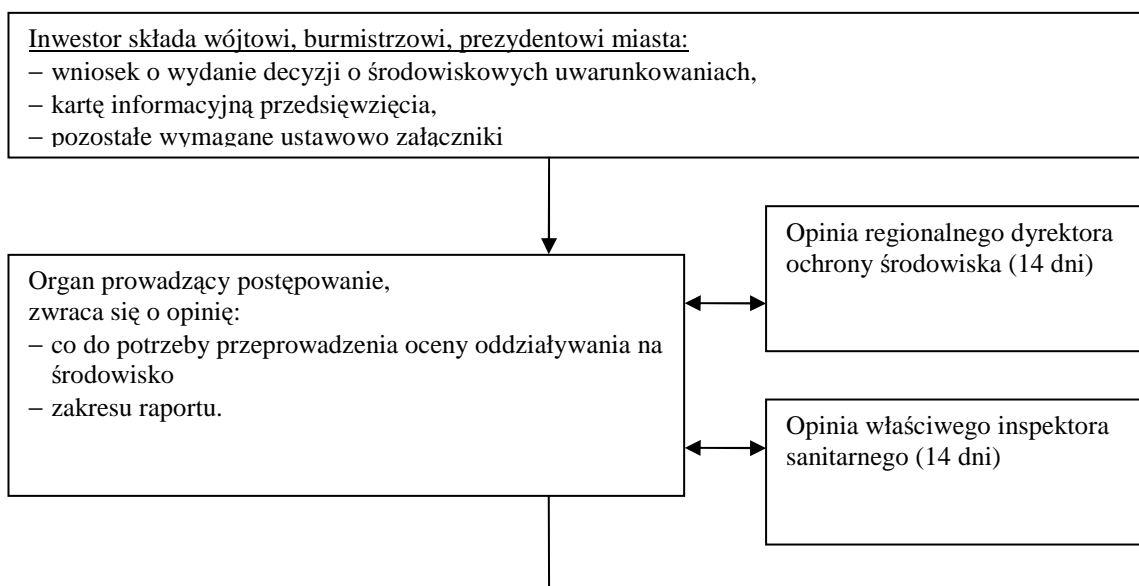 Inwestor składa wójtowi, burmistrzowi, prezydentowi miasta:
− wniosek o wydanie decyzji o środowiskowych uwarunkowaniach,
− kartę informacyjną przedsięwzięcia,
− pozostałe wymagane ustawowo załączniki
Opinia regionalnego dyrektora
ochrony środowiska (14 dni)
Organ prowadzący postępowanie,
zwraca się o opinię:
− co do potrzeby przeprowadzenia oceny oddziaływania na
środowisko
− zakresu raportu.
Opinia właściwego inspektora
sanitarnego (14 dni)